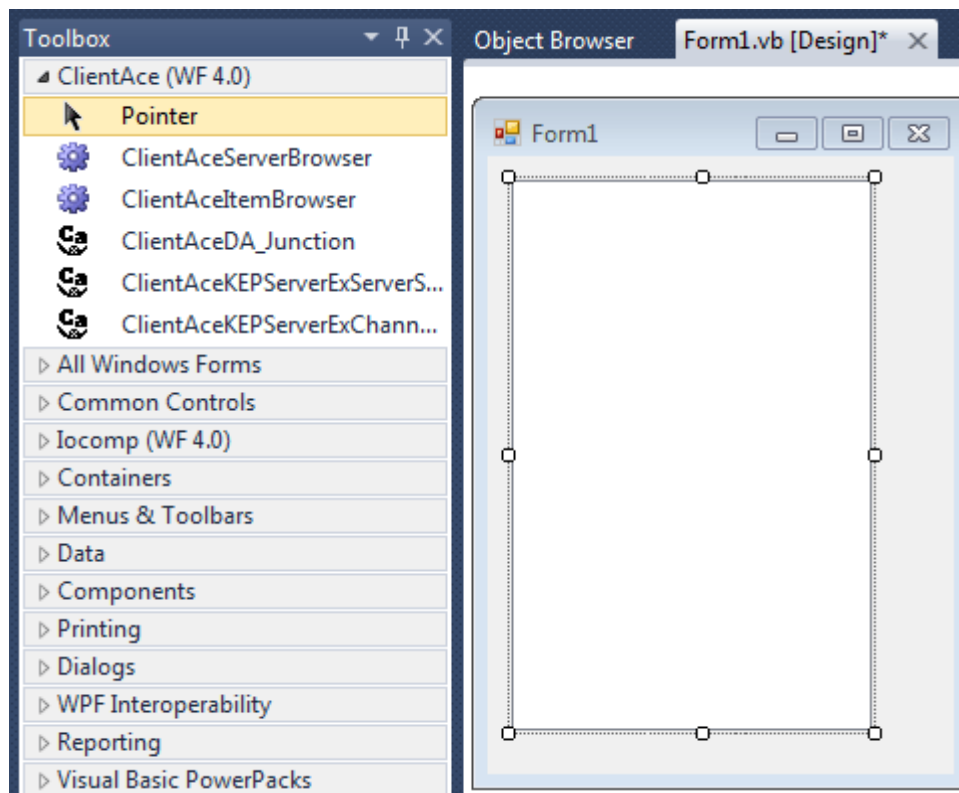 Toolbox
ClientAce (WF 4.0)
Pointer
ClientAceServerBrowser
ClientAceItemBrowser
ClientAceDA_Junction
ClientAceKEPServerExServerS...
ClientAceKEPServerExChann...
All Windows Forms
Common Controls
Iocomp (WF 4.0)
Containers
Menus & Toolbars
Data
Components
Printing
Dialogs
WPF Interoperability
Reporting
Visual Basic PowerPacks
Object Browser
Form1.vb [Design]*
Form1